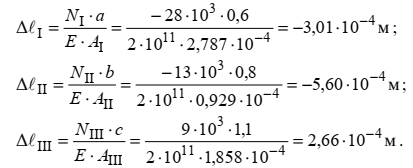 Δℓ_I = (N_I · a)/(E · A_I) = (−28·10³·0,6)/(2·10¹¹·2,787·10⁻⁴) = −3,01·10⁻⁴ м ;
Δℓ_II = (N_II · b)/(E · A_II) = (−13·10³·0,8)/(2·10¹¹·0,929·10⁻⁴) = −5,60·10⁻⁴ м ;
Δℓ_III = (N_III · c)/(E · A_III) = (9·10³·1,1)/(2·10¹¹·1,858·10⁻⁴) = 2,66·10⁻⁴ м .